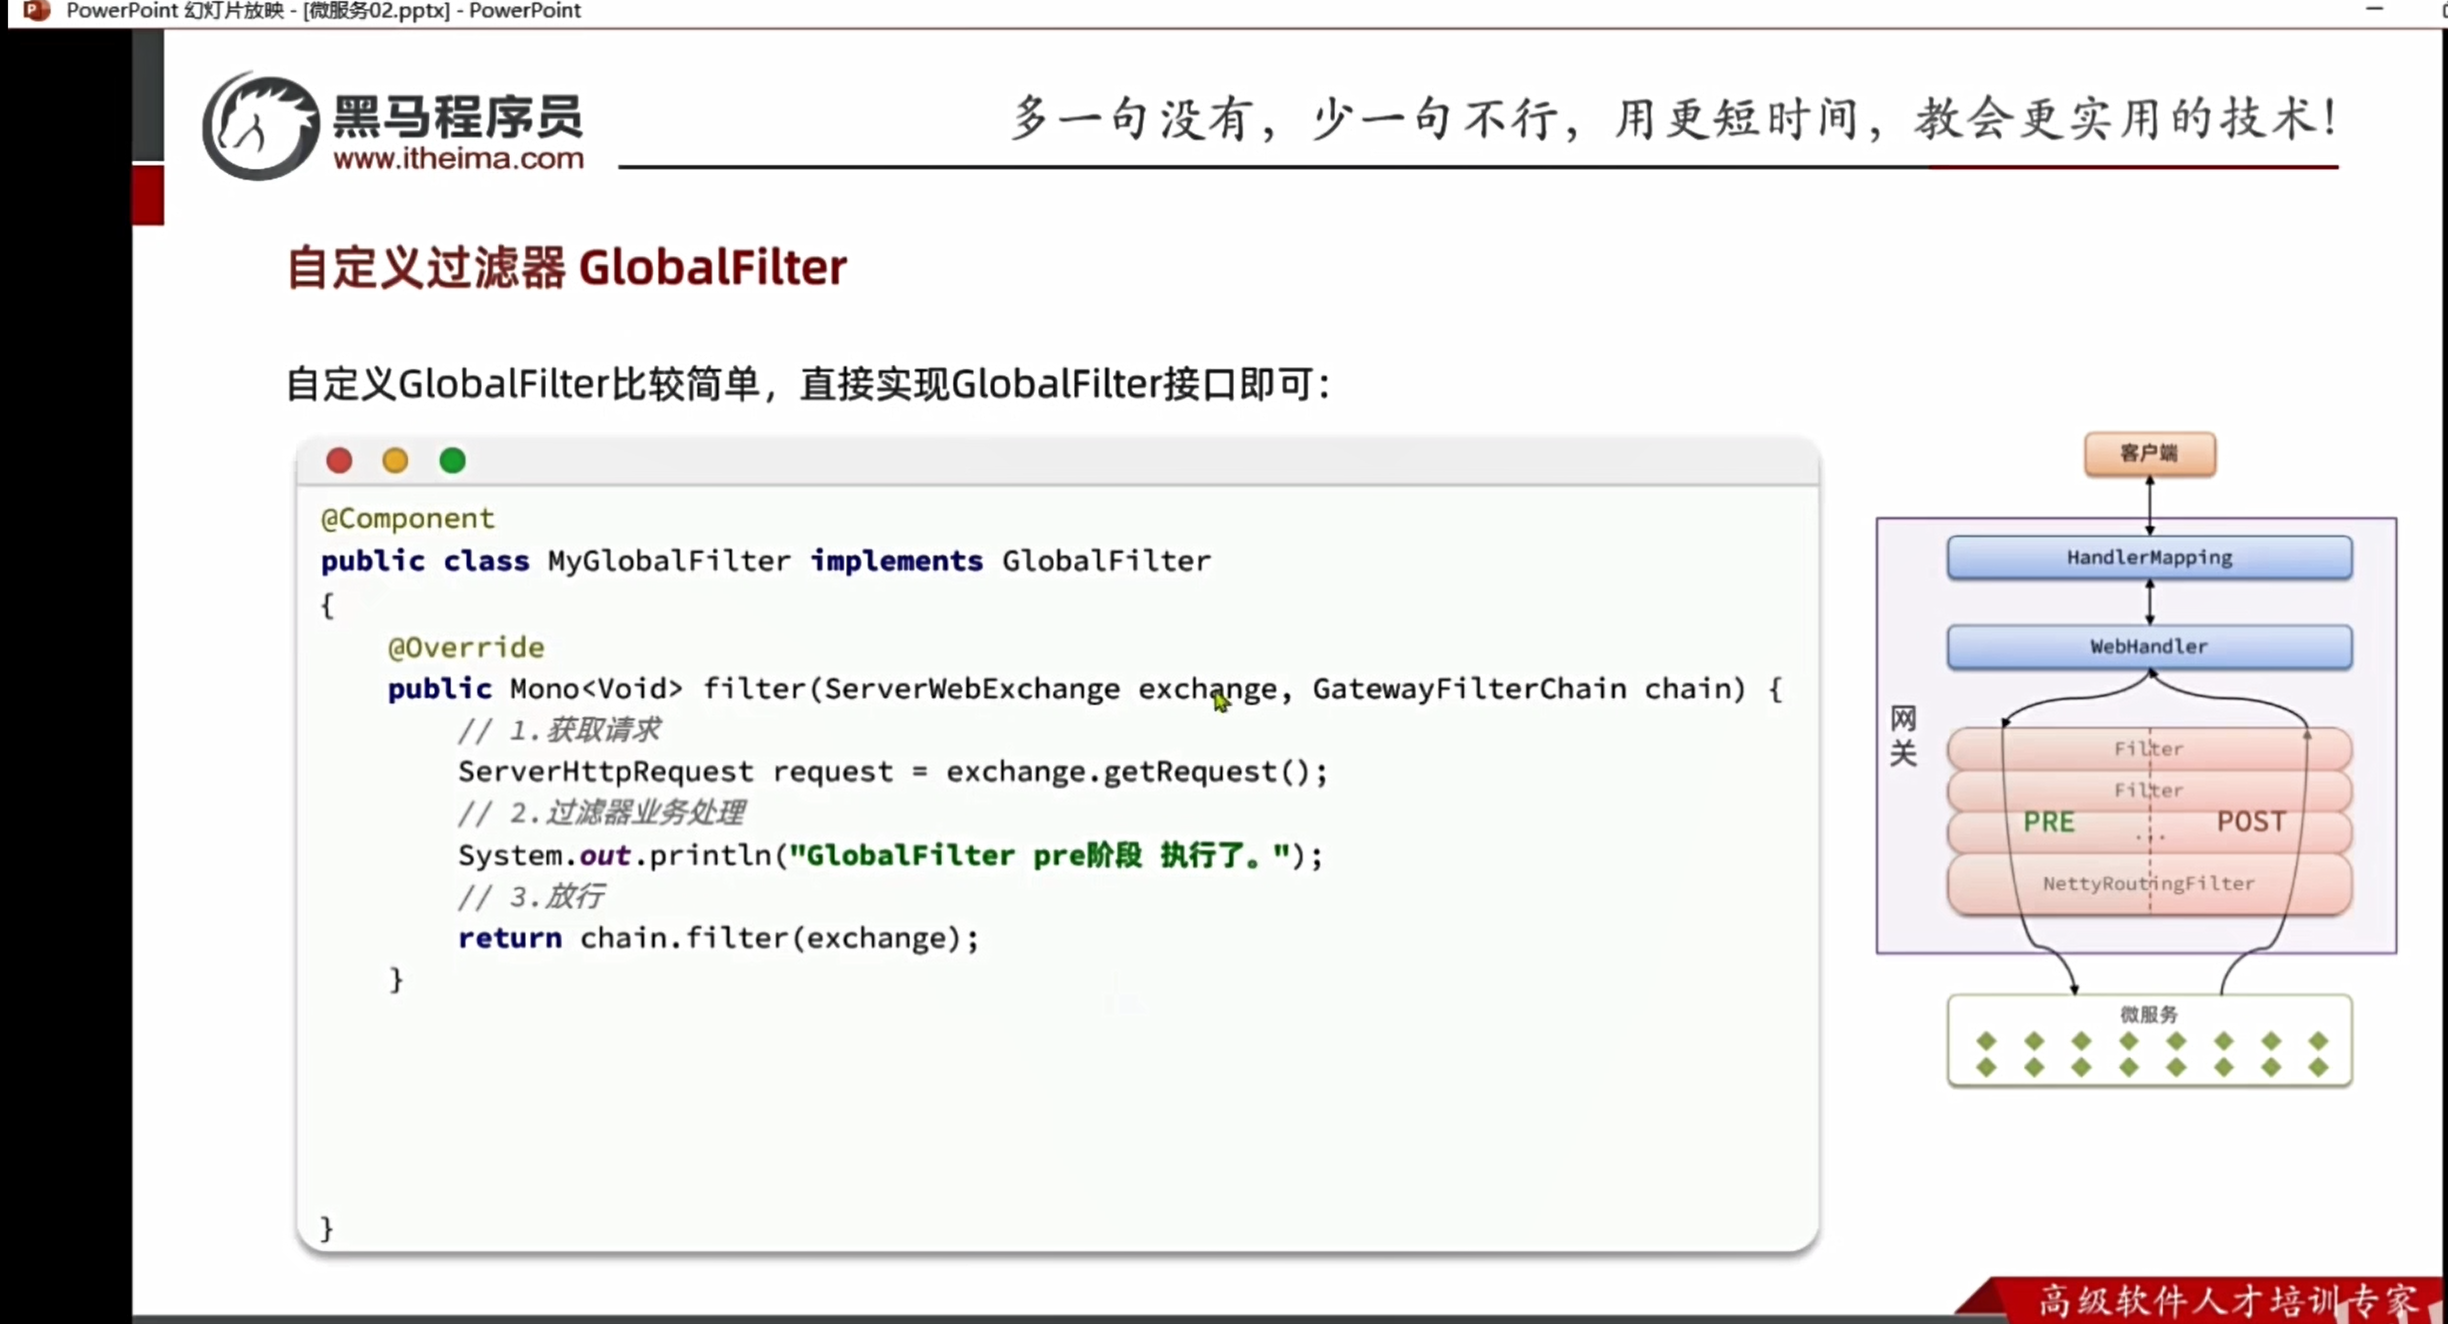 PowerPoint 幻灯片放映 - [微服务02.pptx] - PowerPoint
黑马程序员
www.itheima.com
多一句没有，少一句不行，用更短时间，教会更实用的技术！
自定义过滤器 GlobalFilter
自定义GlobalFilter比较简单，直接实现GlobalFilter接口即可：
@Component
public class MyGlobalFilter implements GlobalFilter
{
@Override
public Mono<Void> filter(ServerWebExchange exchange, GatewayFilterChain chain) {
// 1.获取请求
ServerHttpRequest request = exchange.getRequest();
// 2.过滤器业务处理
System.out.println("GlobalFilter pre阶段 执行了。");
// 3.放行
return chain.filter(exchange);
}
}
客户端
HandlerMapping
WebHandler
网关
Filter
Filter
PRE
...
POST
NettyRoutingFilter
微服务
高级软件人才培训专家